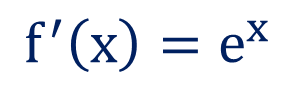 f′(x) = eˣ